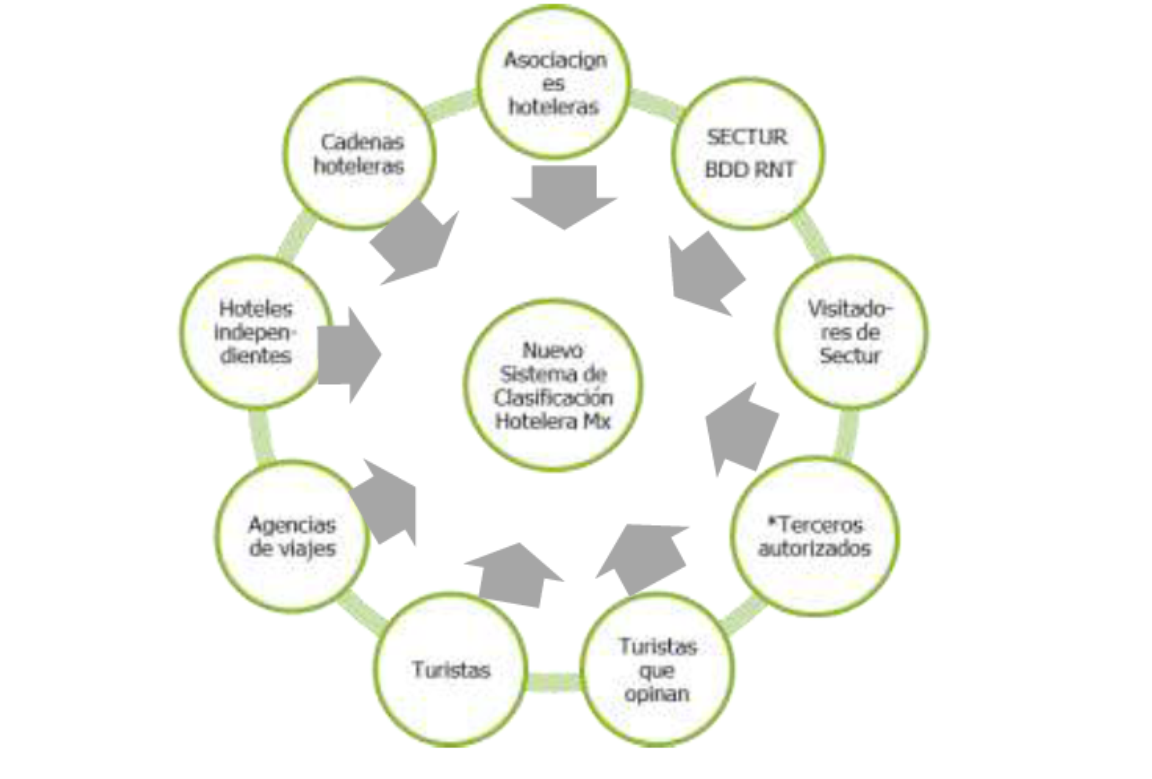 Asociacion
es
hoteleras
SECTUR
BDD RNT
Visitado-
res de
Sectur
*Terceros
autorizados
Turistas
que
opinan
Turistas
Agencias
de viajes
Hoteles
indepen-
dientes
Cadenas
hoteleras
Nuevo
Sistema de
Clasificación
Hotelera Mx